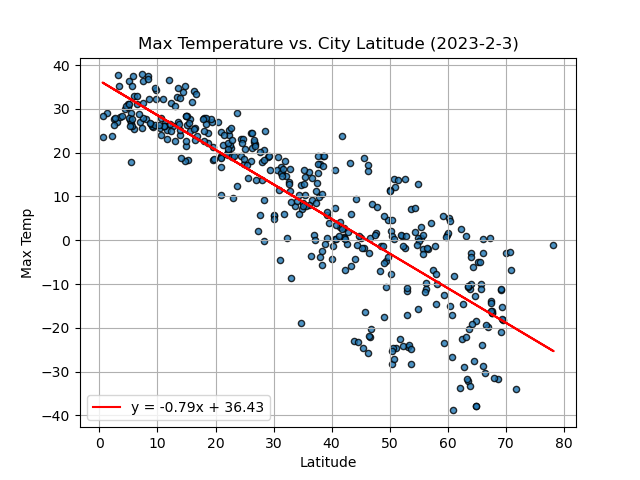 Max Temperature vs. City Latitude (2023-2-3)
40
30
20
10
0
−10
−20
−30
−40
Max Temp
y = -0.79x + 36.43
0 10 20 30 40 50 60 70 80
Latitude